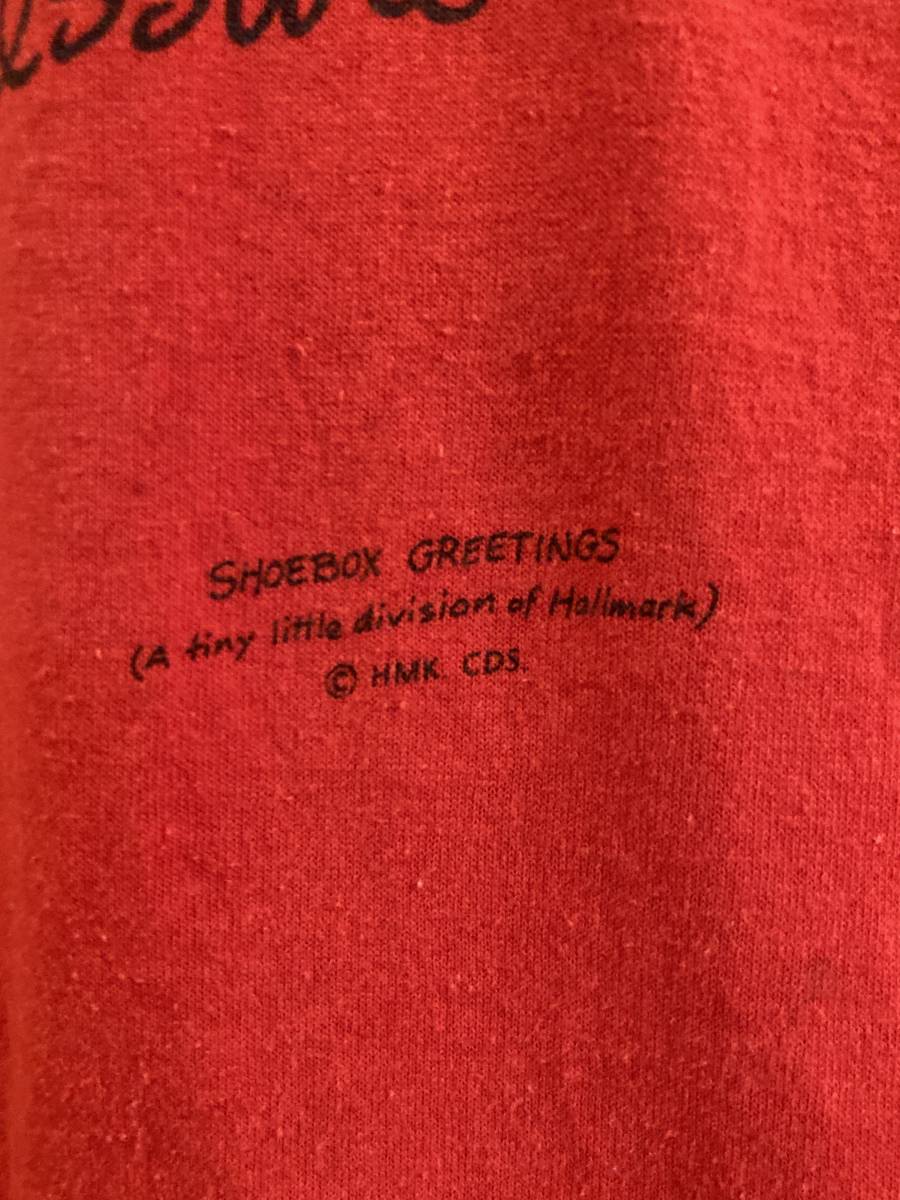 SHOEBOX GREETINGS
(A tiny little division of Hallmark)
© HMK. CDS.